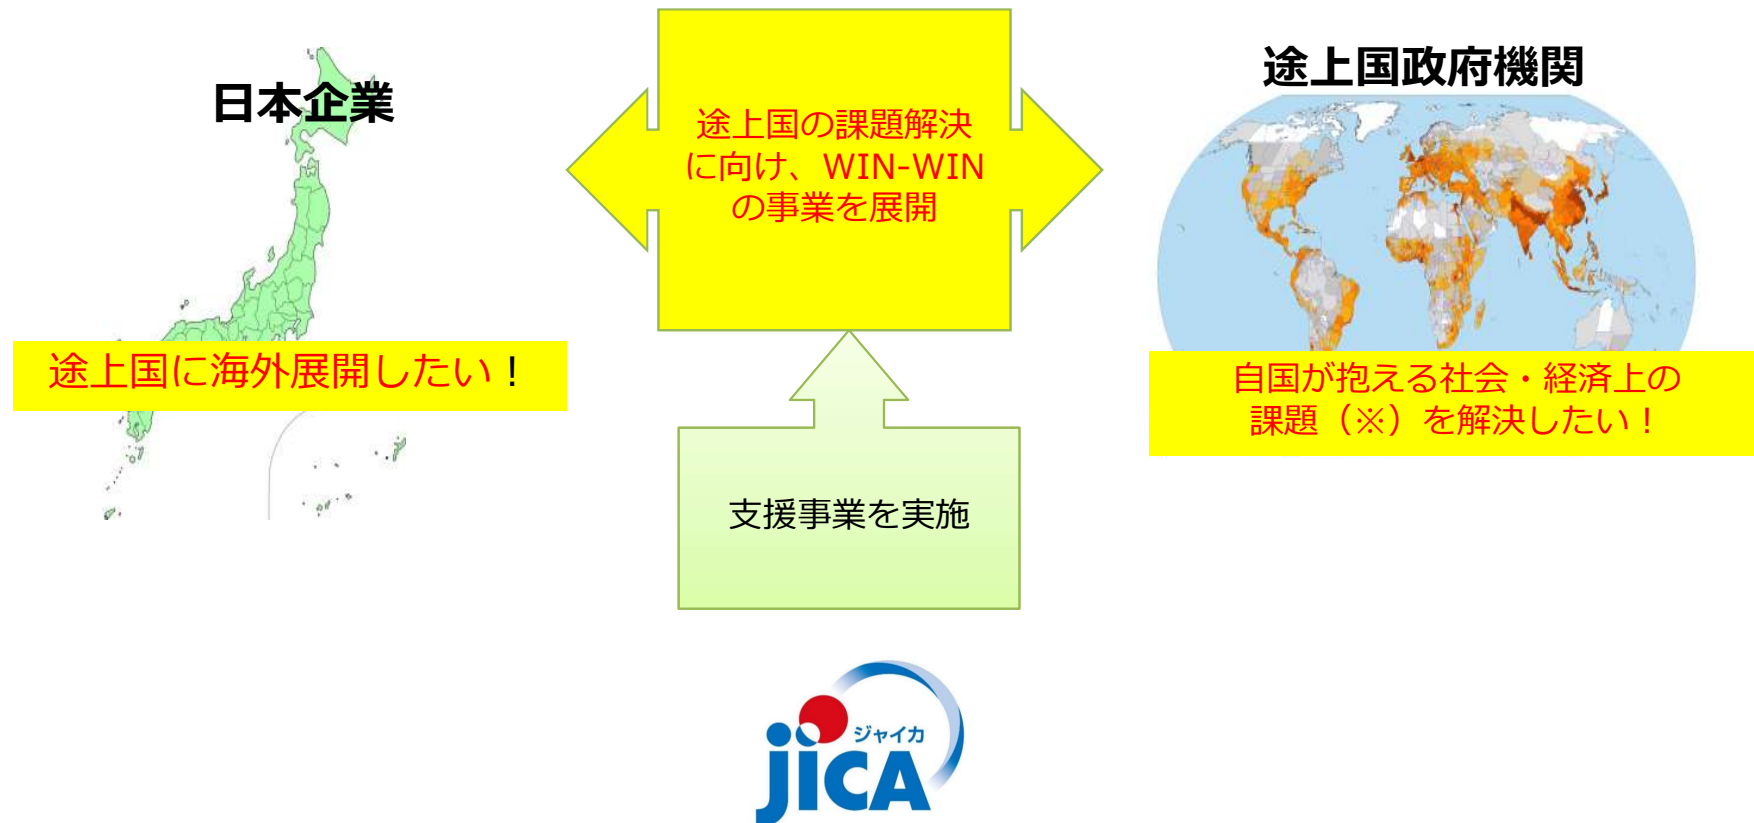 日本企業
途上国に海外展開したい！
途上国の課題解決
に向け、WIN-WIN
の事業を展開
途上国政府機関
自国が抱える社会・経済上の
課題（※）を解決したい！
支援事業を実施
ジャイカ
jICA